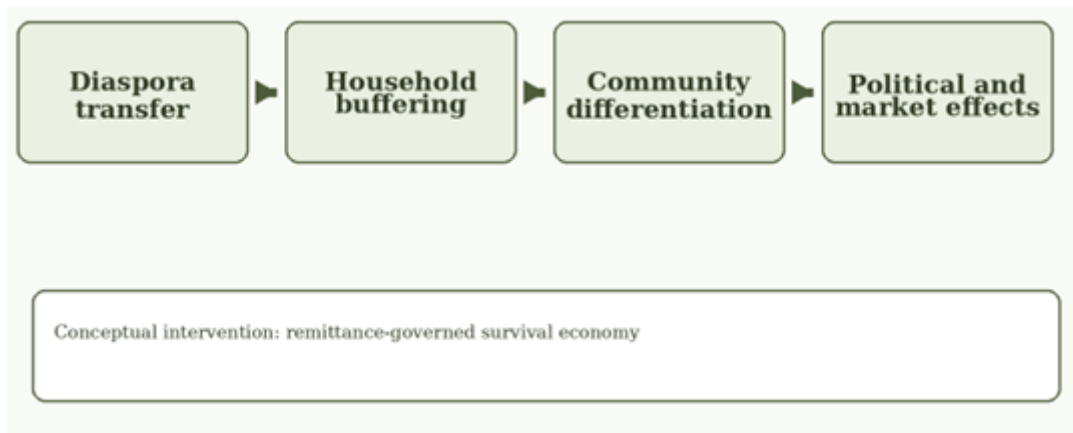 Diaspora
transfer
Household
buffering
Community
differentiation
Political and
market effects
Conceptual intervention: remittance-governed survival economy